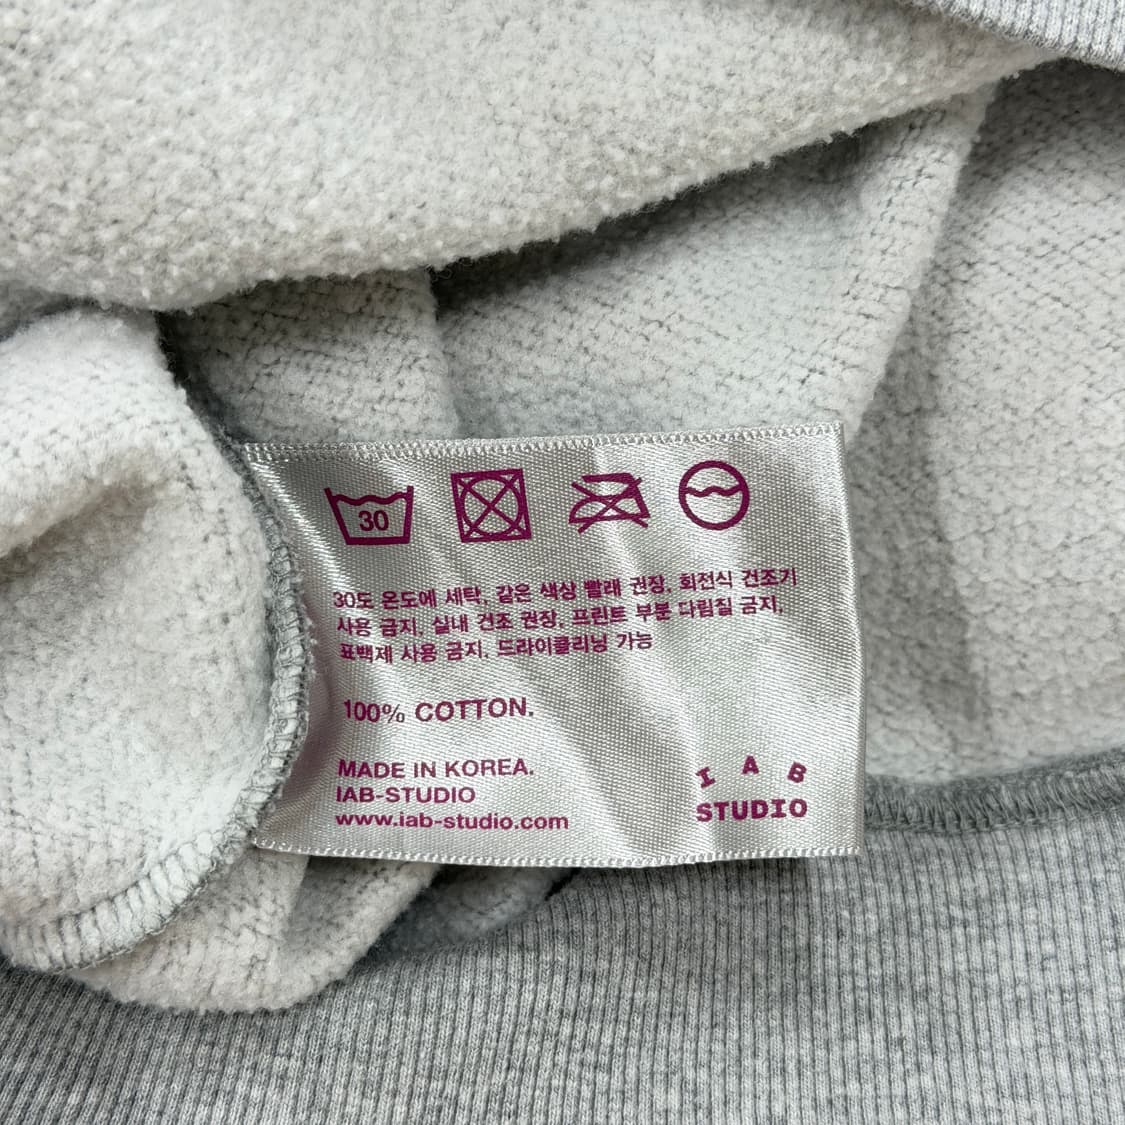 30
30도 온도에 세탁, 같은 색상 빨래 권장, 회전식 건조기
사용 금지, 실내 건조 권장, 프린트 부분 다림질 금지,
표백제 사용 금지, 드라이클리닝 가능
100% COTTON.
MADE IN KOREA.
IAB-STUDIO
www.iab-studio.com
I A B
STUDIO